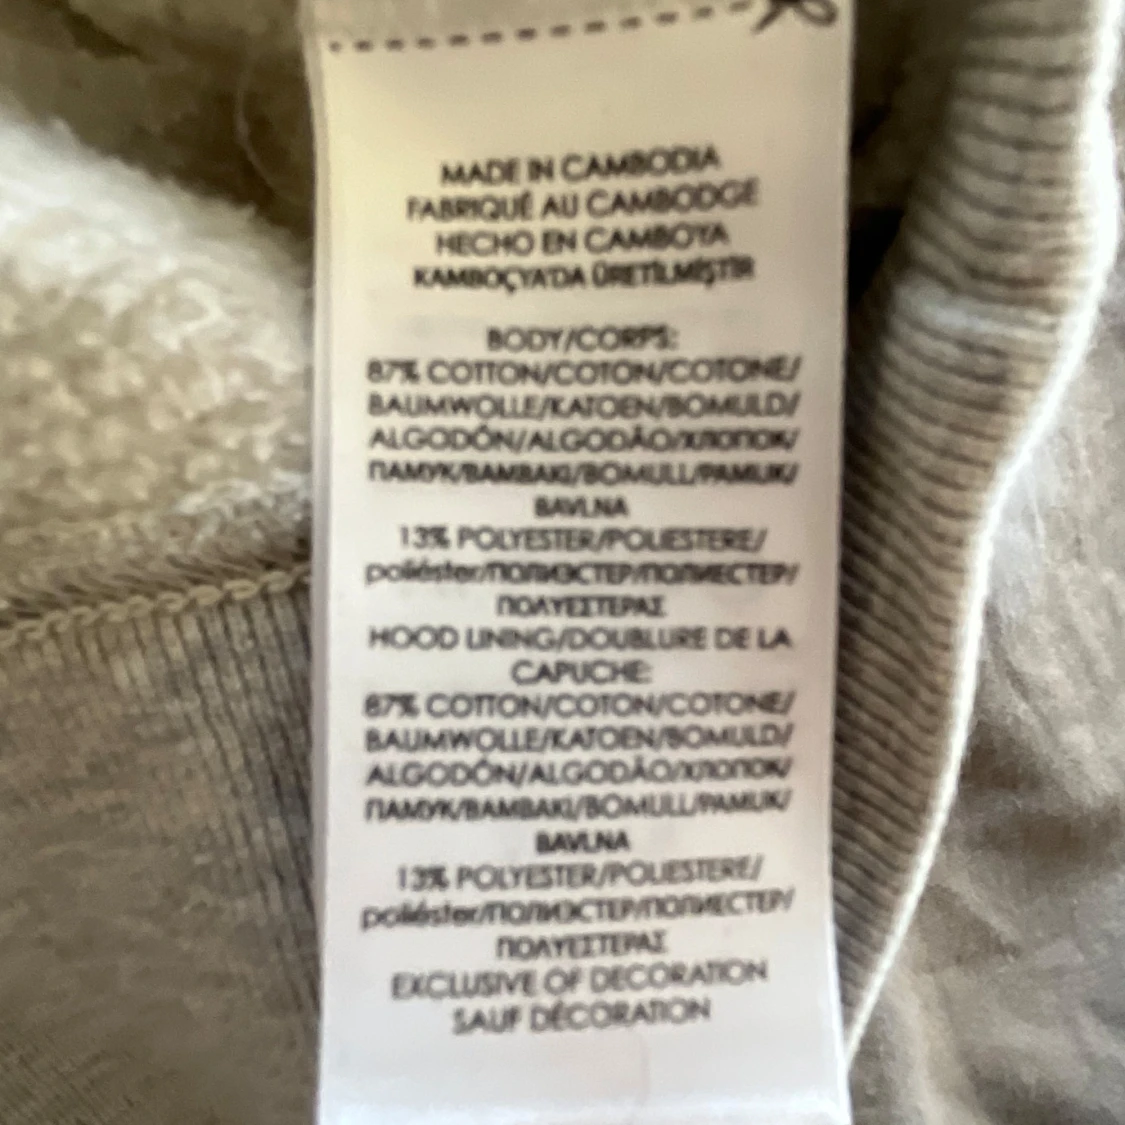 MADE IN CAMBODIA
FABRIQUÉ AU CAMBODGE
HECHO EN CAMBOYA
KAMBOÇYA'DA ÜRETİLMİŞTİR
BODY/CORPS:
87% COTTON/COTON/COTONE/
BAUMWOLLE/KATOEN/BOMULD/
ALGODÓN/ALGODÃO/ХЛОПОК/
ПАМУК/BAMBAKI/BOMULL/PAMUK/
BAVLNA
13% POLYESTER/POLIESTERE/
poliéster/ПОЛИЭСТЕР/ПОЛИЕСТЕР/
ΠΟΛΥΕΣΤΕΡΑΣ
HOOD LINING/DOUBLURE DE LA
CAPUCHE:
87% COTTON/COTON/COTONE/
BAUMWOLLE/KATOEN/BOMULD/
ALGODÓN/ALGODÃO/ХЛОПОК/
ПАМУК/BAMBAKI/BOMULL/PAMUK/
BAVLNA
13% POLYESTER/POLIESTERE/
poliéster/ПОЛИЭСТЕР/ПОЛИЕСТЕР/
ΠΟΛΥΕΣΤΕΡΑΣ
EXCLUSIVE OF DECORATION
SAUF DÉCORATION